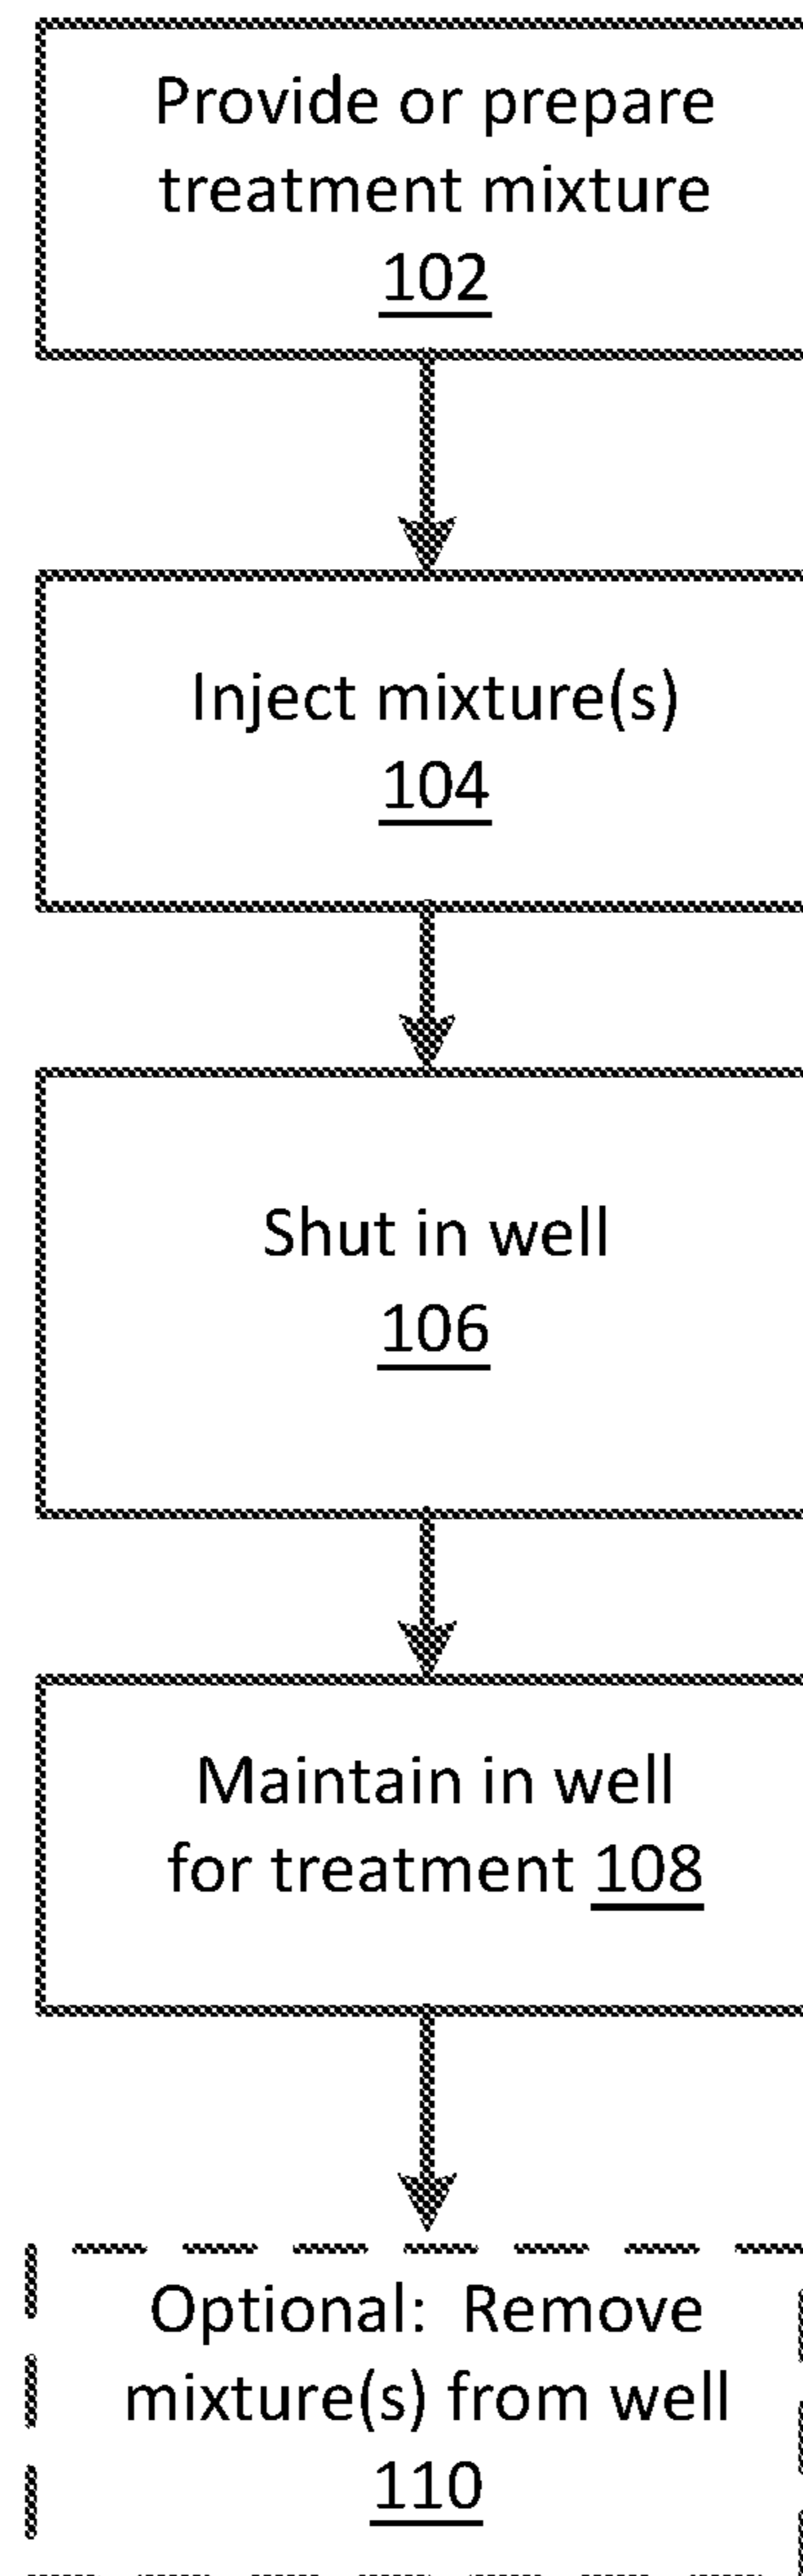 Provide or prepare
treatment mixture
102
Inject mixture(s)
104
Shut in well
106
Maintain in well
for treatment 108
Optional: Remove
mixture(s) from well
110